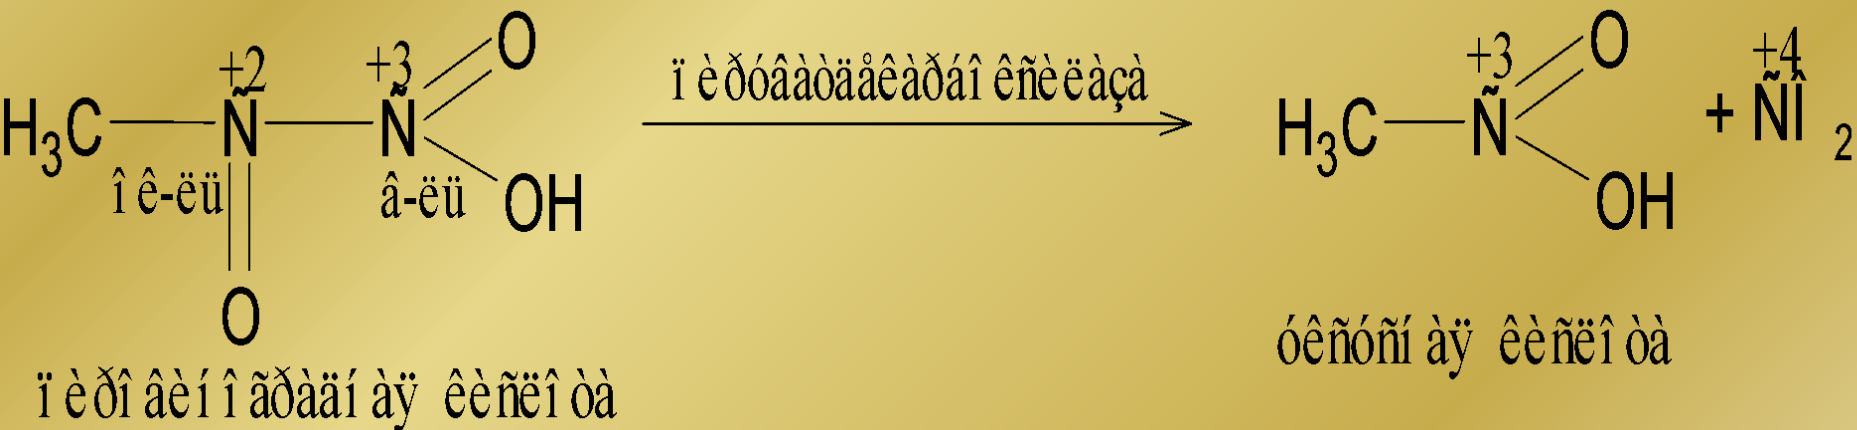 +2 +3 O
H₃C Ñ Ñ
î ê-ëü â-ëü OH
O
ï èðî âèí î ãðàäí àÿ êèñëî òà
ï èðóâàòäåêàðáî êñèëàçà
+3 O +4
H₃C Ñ + ÑÎ ₂
OH
óêñóñí àÿ êèñëî òà